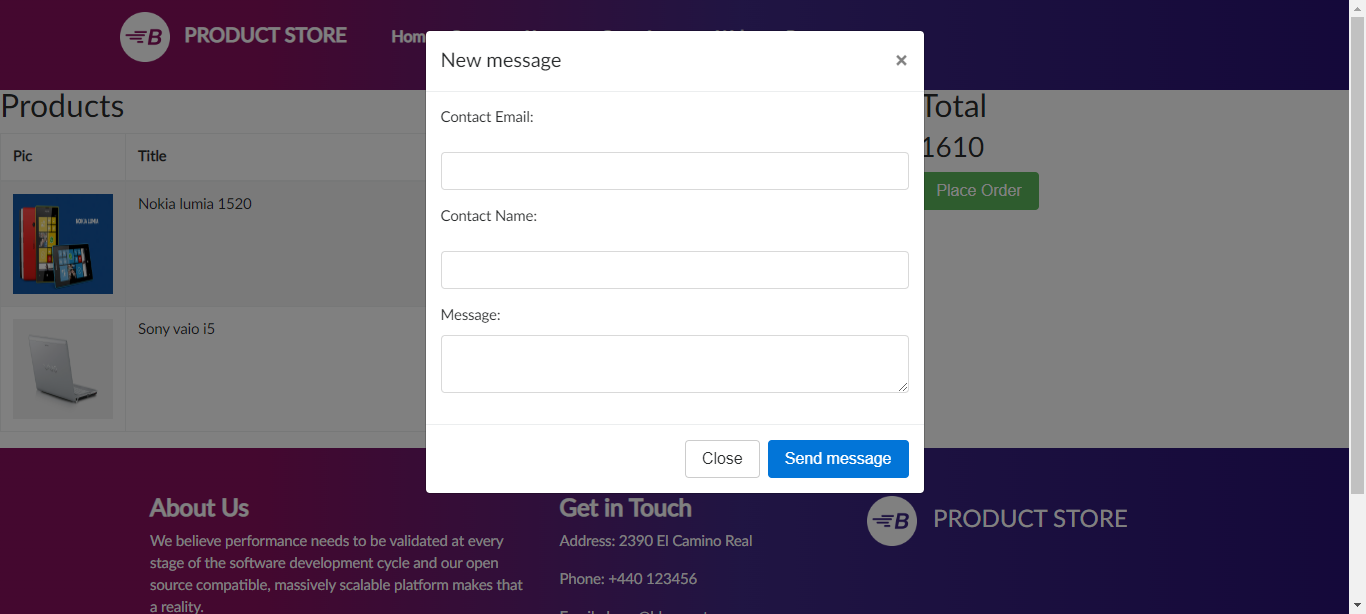 PRODUCT STORE
Hom
New message
×
Products
Contact Email:
Total
1610
Pic
Title
Place Order
Nokia lumia 1520
NOKIA LUMIA
Contact Name:
Message:
Sony vaio i5
Close
Send message
About Us
Get in Touch
PRODUCT STORE
We believe performance needs to be validated at every
stage of the software development cycle and our open
source compatible, massively scalable platform makes that
a reality.
Address: 2390 El Camino Real
Phone: +440 123456